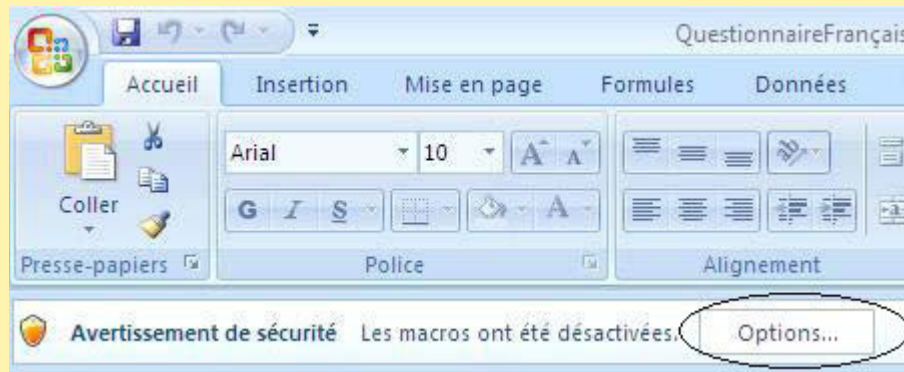 QuestionnaireFrançais
Accueil Insertion Mise en page Formules Données
Arial 10 A A
Coller
G I S A
Presse-papiers Police Alignement
Avertissement de sécurité Les macros ont été désactivées. Options...